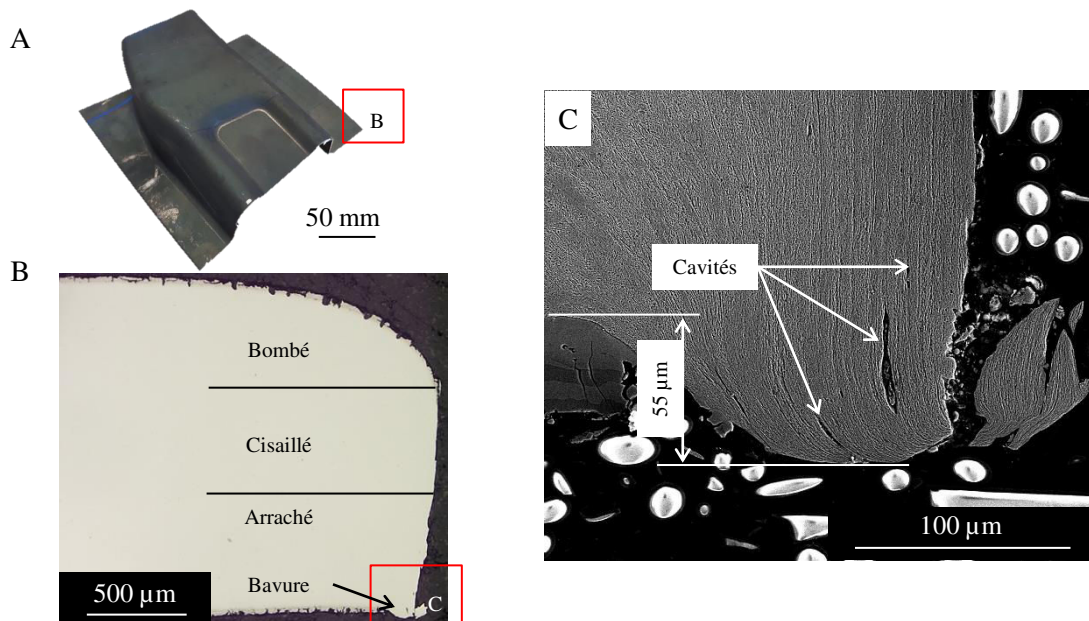 A
B
50 mm
B
Bombé
Cisaillé
Arraché
Bavure
C
500 µm
C
Cavités
55 µm
100 µm